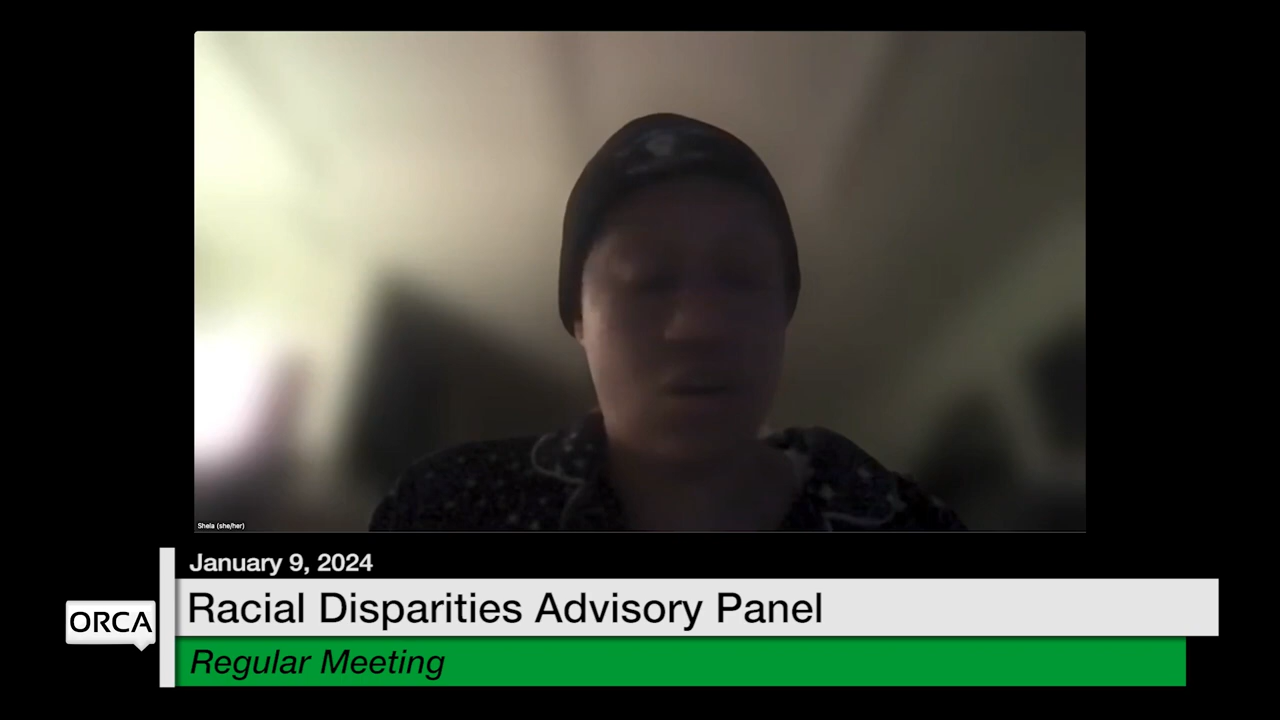 Shela (she/her)
January 9, 2024
Racial Disparities Advisory Panel
ORCA
Regular Meeting